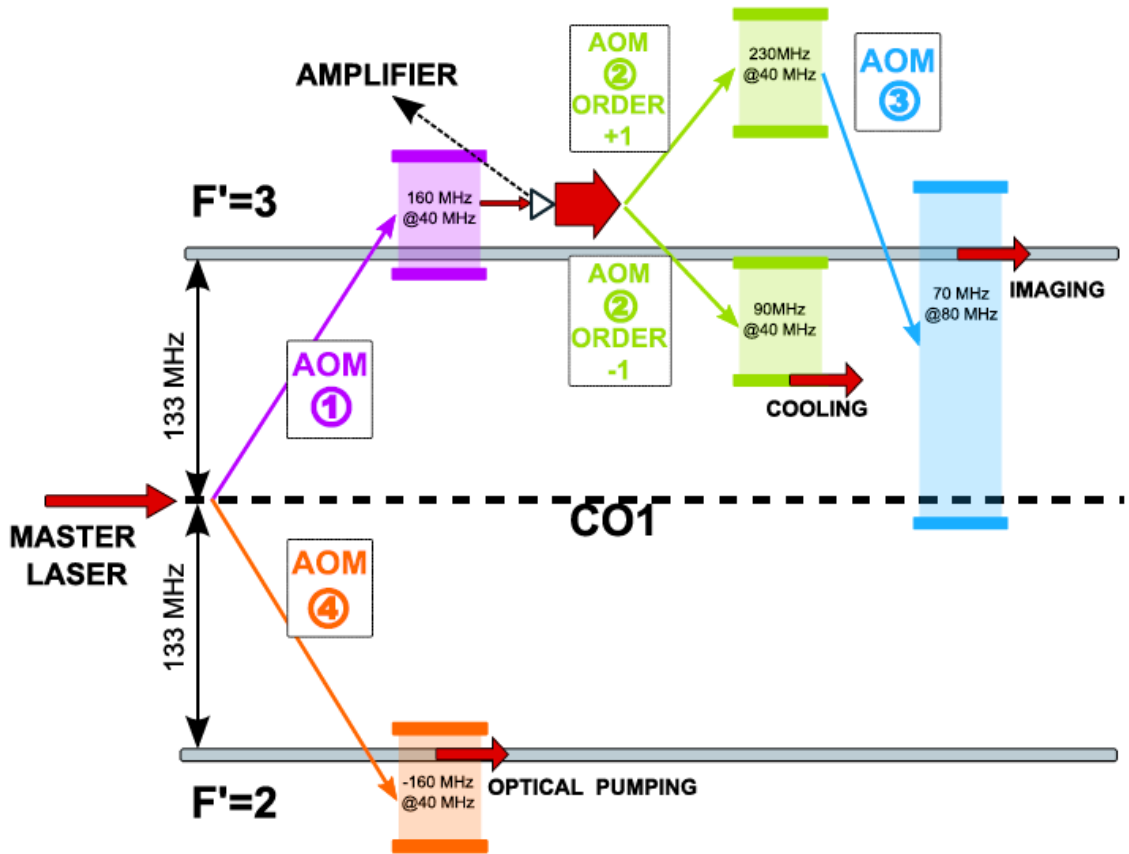 AMPLIFIER
AOM
②
ORDER
+1
230MHz
@40 MHz
AOM
③
F'=3
160 MHz
@40 MHz
AOM
②
ORDER
-1
90MHz
@40 MHz
COOLING
70 MHz
@80 MHz
IMAGING
133 MHz
AOM
①
MASTER
LASER
CO1
133 MHz
AOM
④
F'=2
-160 MHz
@40 MHz
OPTICAL PUMPING